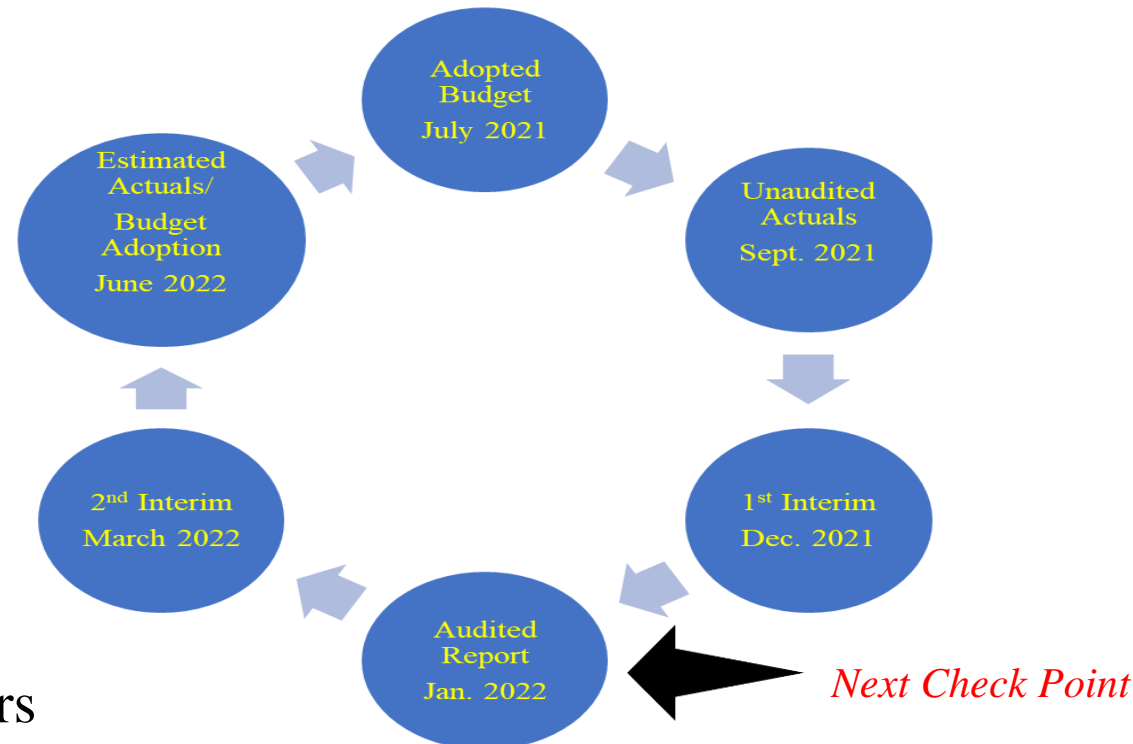 Adopted
Budget
July 2021
Unaudited
Actuals
Sept. 2021
1st Interim
Dec. 2021
Audited
Report
Jan. 2022
Next Check Point
2nd Interim
March 2022
Estimated
Actuals/
Budget
Adoption
June 2022
rs